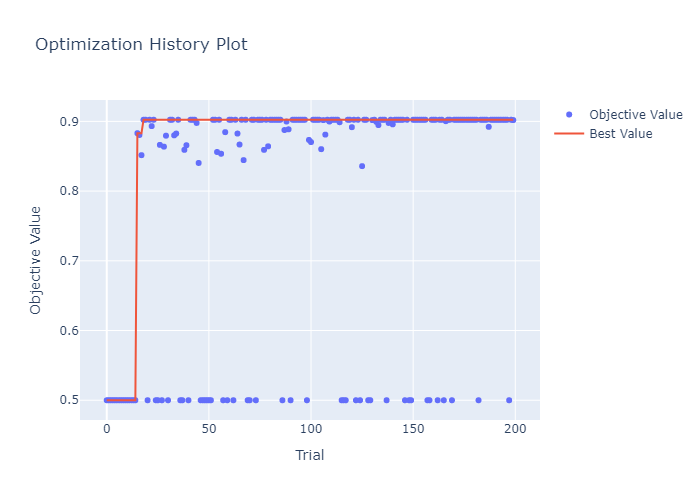 Optimization History Plot
Objective Value
Best Value
0.9
0.8
0.7
0.6
0.5
Objective Value
0
50
100
150
200
Trial